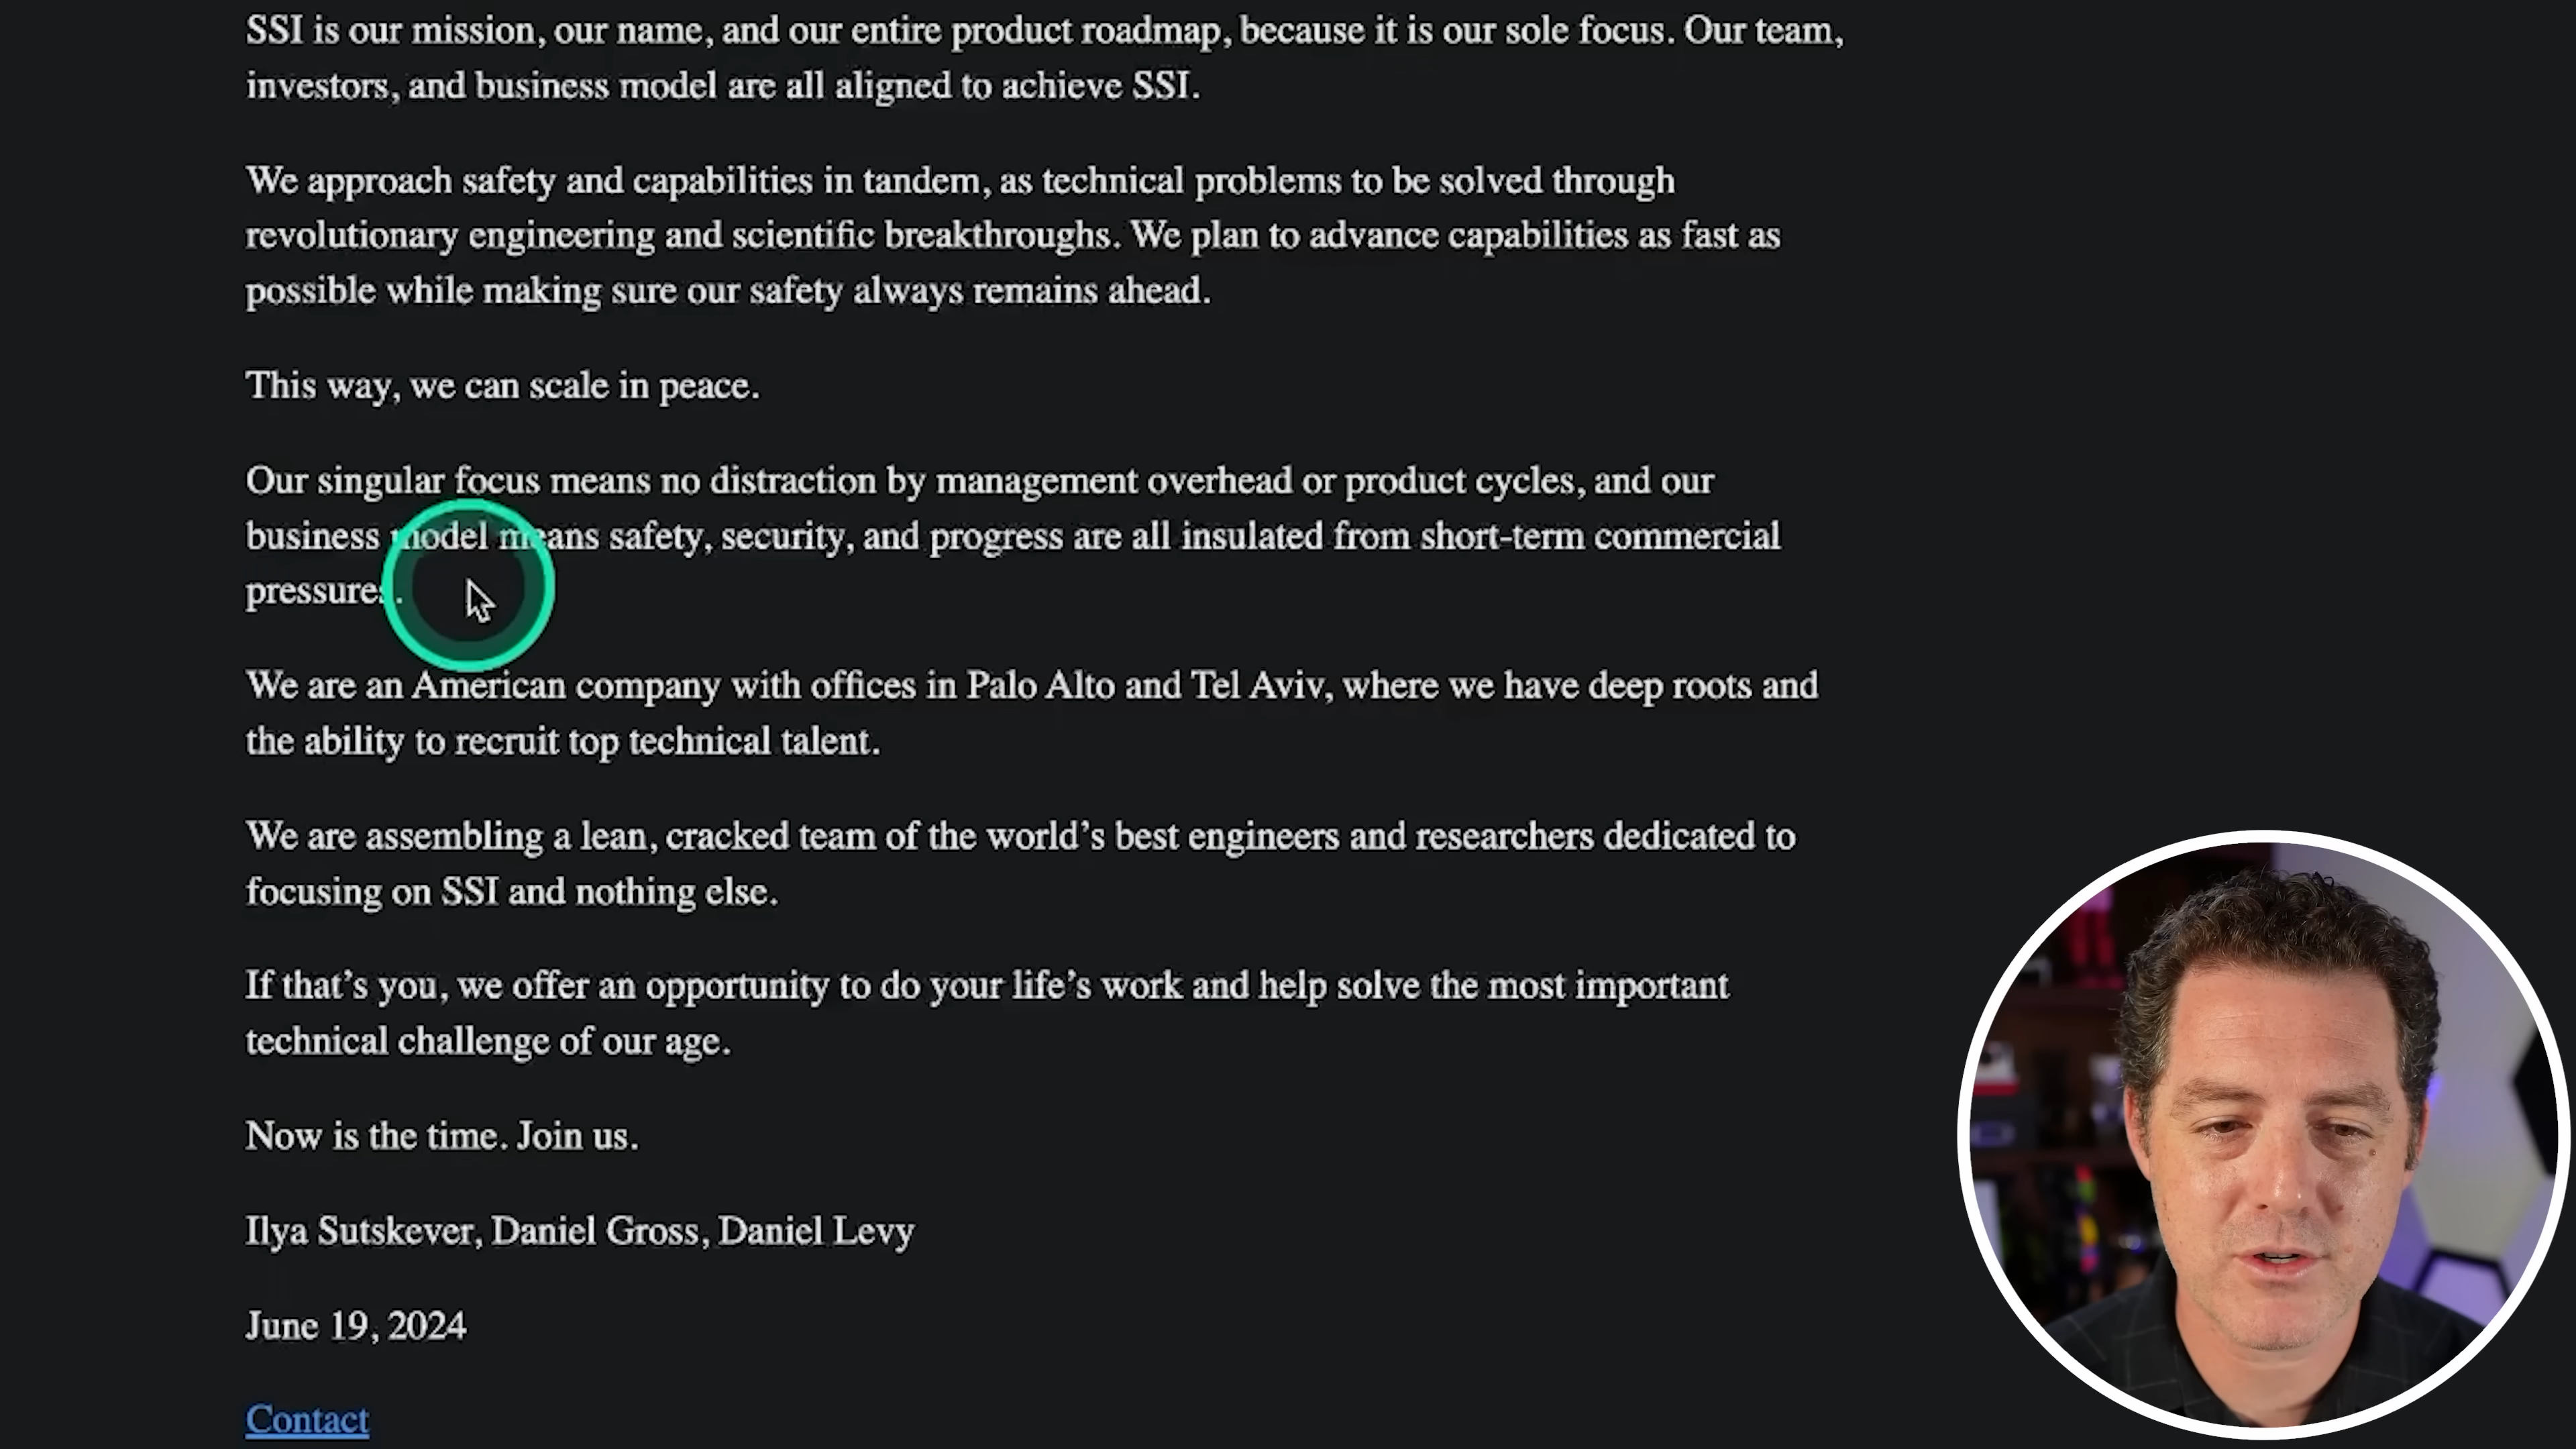 SSI is our mission, our name, and our entire product roadmap, because it is our sole focus. Our team,
investors, and business model are all aligned to achieve SSI.
We approach safety and capabilities in tandem, as technical problems to be solved through
revolutionary engineering and scientific breakthroughs. We plan to advance capabilities as fast as
possible while making sure our safety always remains ahead.
This way, we can scale in peace.
Our singular focus means no distraction by management overhead or product cycles, and our
business model means safety, security, and progress are all insulated from short-term commercial
pressures.
We are an American company with offices in Palo Alto and Tel Aviv, where we have deep roots and
the ability to recruit top technical talent.
We are assembling a lean, cracked team of the world’s best engineers and researchers dedicated to
focusing on SSI and nothing else.
If that’s you, we offer an opportunity to do your life’s work and help solve the most important
technical challenge of our age.
Now is the time. Join us.
Ilya Sutskever, Daniel Gross, Daniel Levy
June 19, 2024
Contact